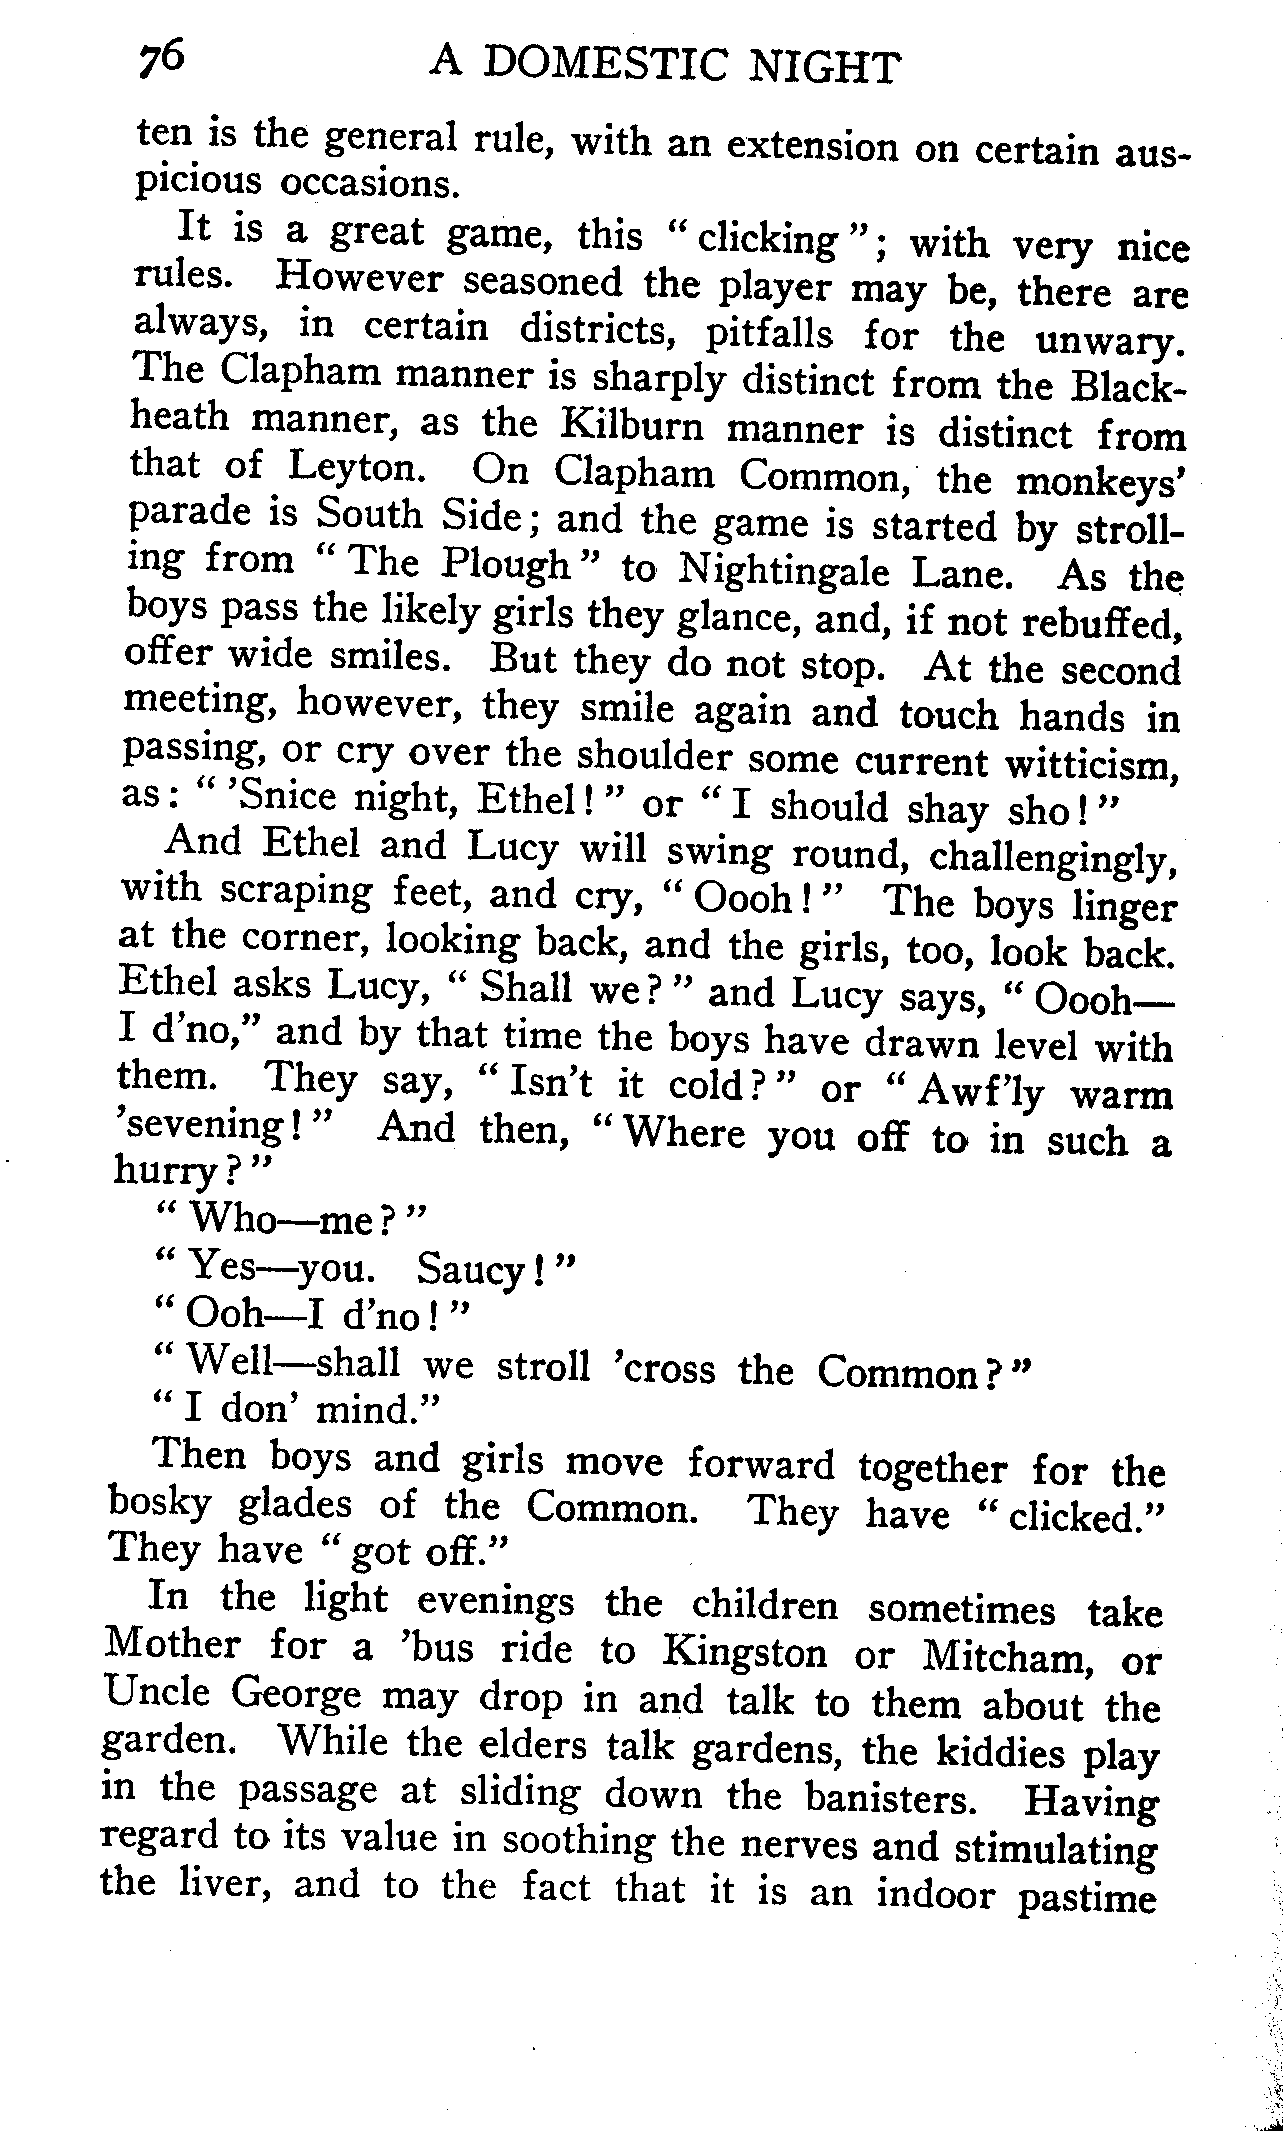 76 A DOMESTIC NIGHT
ten is the general rule, with an extension on certain aus-
picious occasions.
It is a great game, this "clicking"; with very nice
rules. However seasoned the player may be, there are
always, in certain districts, pitfalls for the unwary.
The Clapham manner is sharply distinct from the Black-
heath manner, as the Kilburn manner is distinct from
that of Leyton. On Clapham Common, the monkeys'
parade is South Side; and the game is started by stroll-
ing from "The Plough" to Nightingale Lane. As the
boys pass the likely girls they glance, and, if not rebuffed,
offer wide smiles. But they do not stop. At the second
meeting, however, they smile again and touch hands in
passing, or cry over the shoulder some current witticism,
as: "'Snice night, Ethel!" or "I should shay sho!"
And Ethel and Lucy will swing round, challengingly,
with scraping feet, and cry, "Oooh!" The boys linger
at the corner, looking back, and the girls, too, look back.
Ethel asks Lucy, "Shall we?" and Lucy says, "Oooh—
I d'no," and by that time the boys have drawn level with
them. They say, "Isn't it cold?" or "Awf'ly warm
'sevening!" And then, "Where you off to in such a
hurry?"
"Who—me?"
"Yes—you. Saucy!"
"Ooh—I d'no!"
"Well—shall we stroll 'cross the Common?"
"I don' mind."
Then boys and girls move forward together for the
bosky glades of the Common. They have "clicked."
They have "got off."
In the light evenings the children sometimes take
Mother for a 'bus ride to Kingston or Mitcham, or
Uncle George may drop in and talk to them about the
garden. While the elders talk gardens, the kiddies play
in the passage at sliding down the banisters. Having
regard to its value in soothing the nerves and stimulating
the liver, and to the fact that it is an indoor pastime